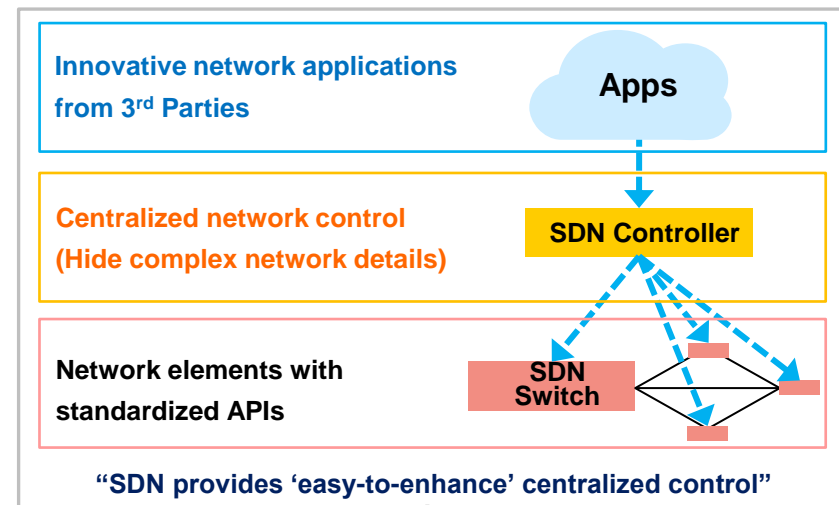 Innovative network applications
from 3rd Parties
Apps
Centralized network control
(Hide complex network details)
SDN Controller
Network elements with
standardized APIs
SDN
Switch
“SDN provides ‘easy-to-enhance’ centralized control”